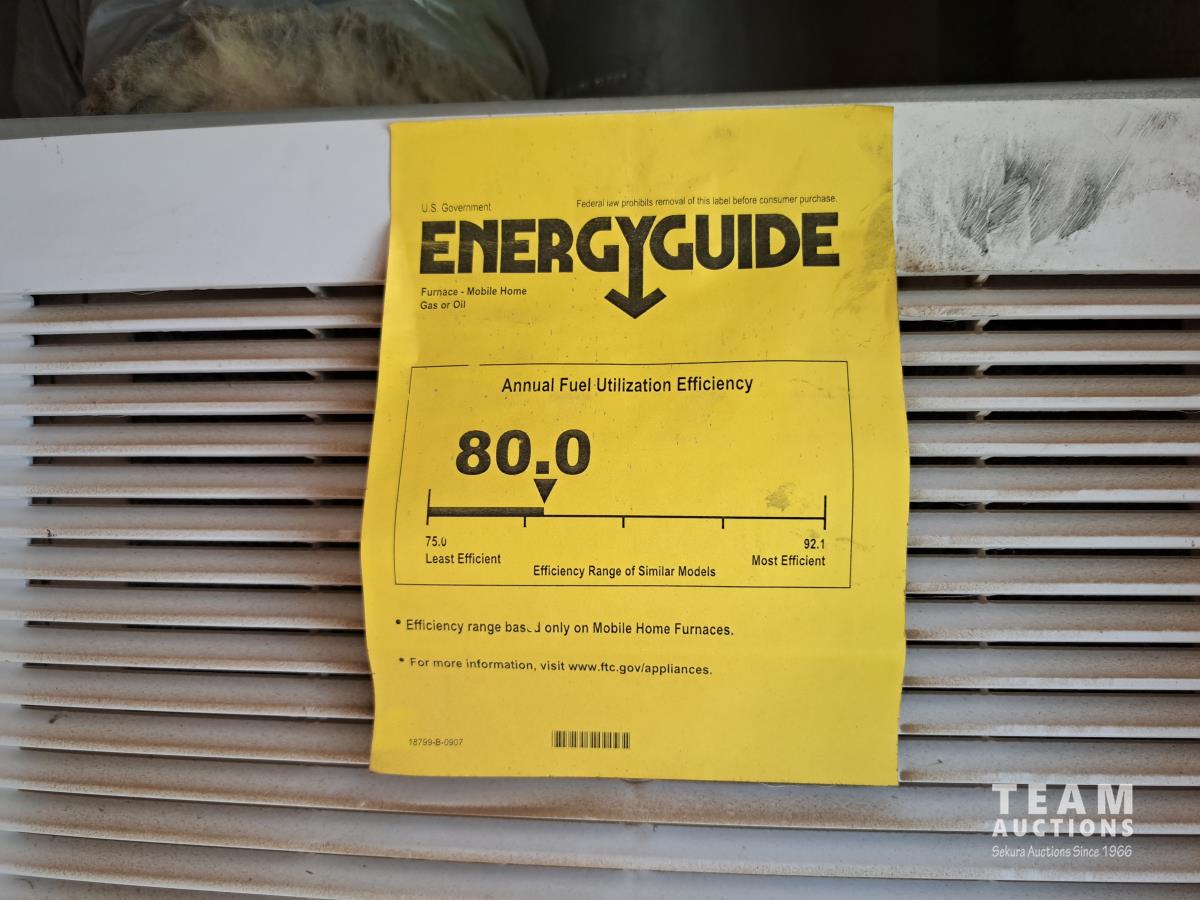 U.S. Government
Federal law prohibits removal of this label before consumer purchase.
ENERGYGUIDE
Furnace - Mobile Home
Gas or Oil
Annual Fuel Utilization Efficiency
80.0
75.0
92.1
Least Efficient
Most Efficient
Efficiency Range of Similar Models
* Efficiency range based only on Mobile Home Furnaces.
* For more information, visit www.ftc.gov/appliances.
18799-B-0907
TEAM
AUCTIONS
Sekura Auctions Since 1966